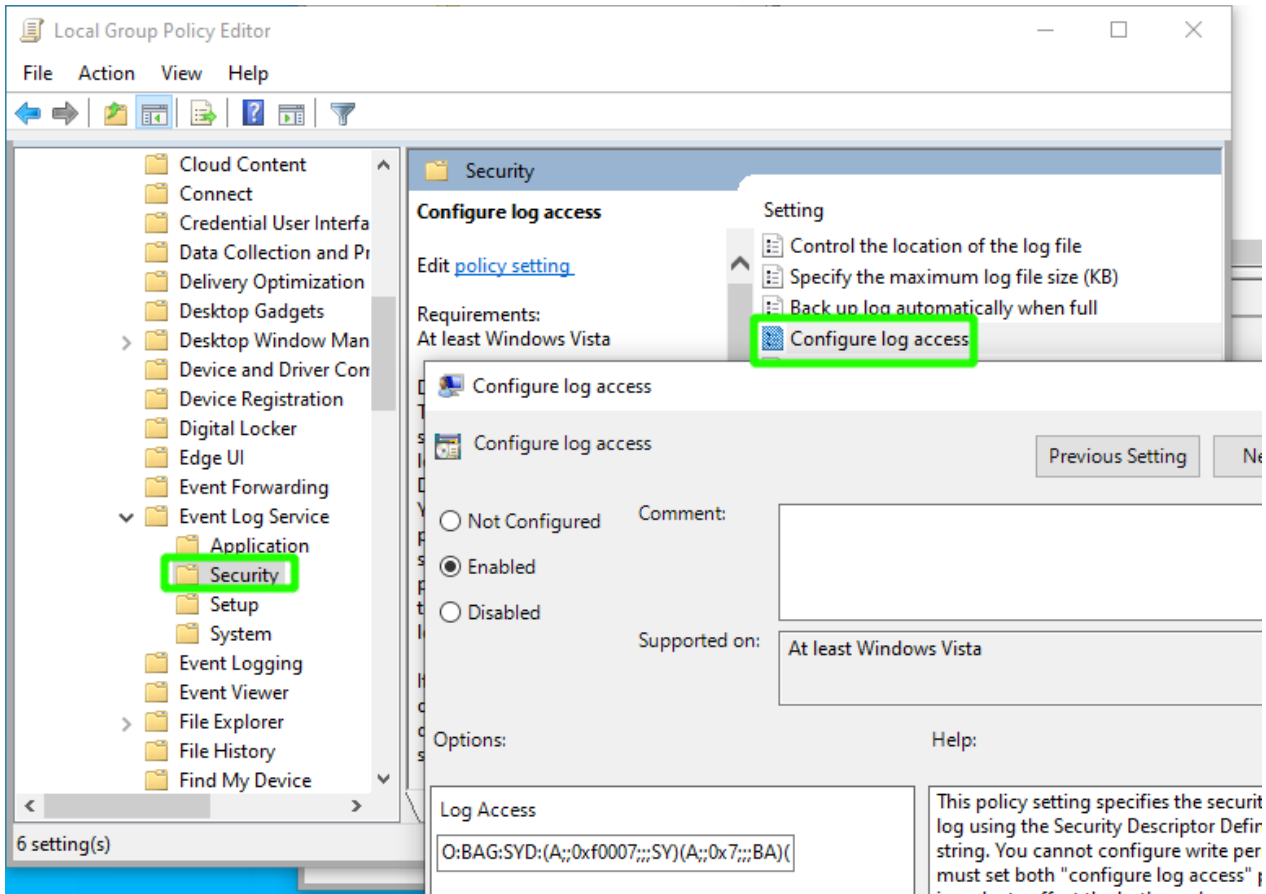 Local Group Policy Editor
File Action View Help
Cloud Content
Connect
Credential User Interfa
Data Collection and Pr
Delivery Optimization
Desktop Gadgets
Desktop Window Man
Device and Driver Con
Device Registration
Digital Locker
Edge UI
Event Forwarding
Event Log Service
Application
Security
Setup
System
Event Logging
Event Viewer
File Explorer
File History
Find My Device
6 setting(s)
Security
Configure log access
Edit policy setting
Requirements:
At least Windows Vista
Setting
Control the location of the log file
Specify the maximum log file size (KB)
Back up log automatically when full
Configure log access
Configure log access
Configure log access
Previous Setting
Ne
Not Configured
Enabled
Disabled
Comment:
Supported on:
At least Windows Vista
Options:
Help:
Log Access
O:BAG:SYD:(A;;0xf0007;;;SY)(A;;0x7;;;BA)(
This policy setting specifies the securit
log using the Security Descriptor Defin
string. You cannot configure write per
must set both "configure log access" p